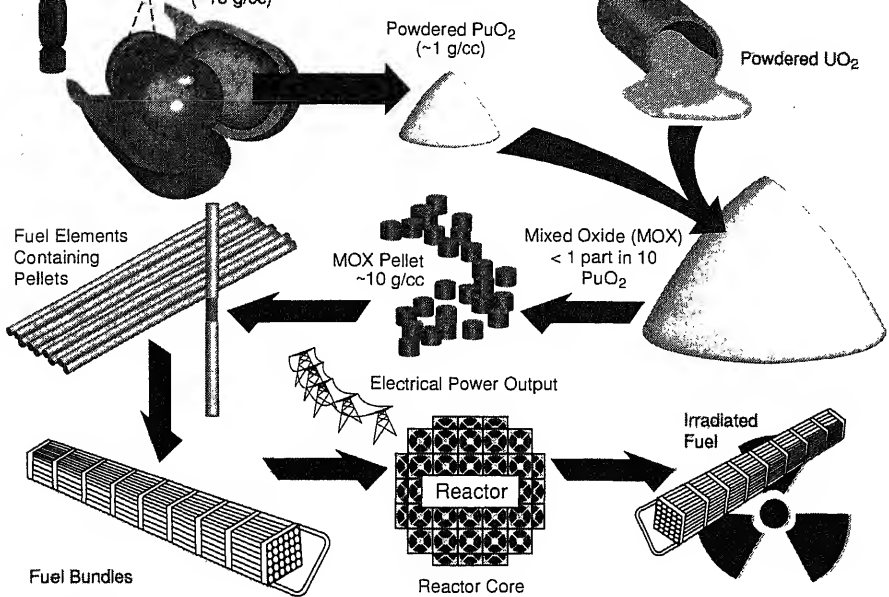 Powdered PuO₂
(~1 g/cc)
Powdered UO₂
Fuel Elements
Containing
Pellets
MOX Pellet
~10 g/cc
Mixed Oxide (MOX)
< 1 part in 10
PuO₂
Electrical Power Output
Irradiated
Fuel
Reactor
Fuel Bundles
Reactor Core